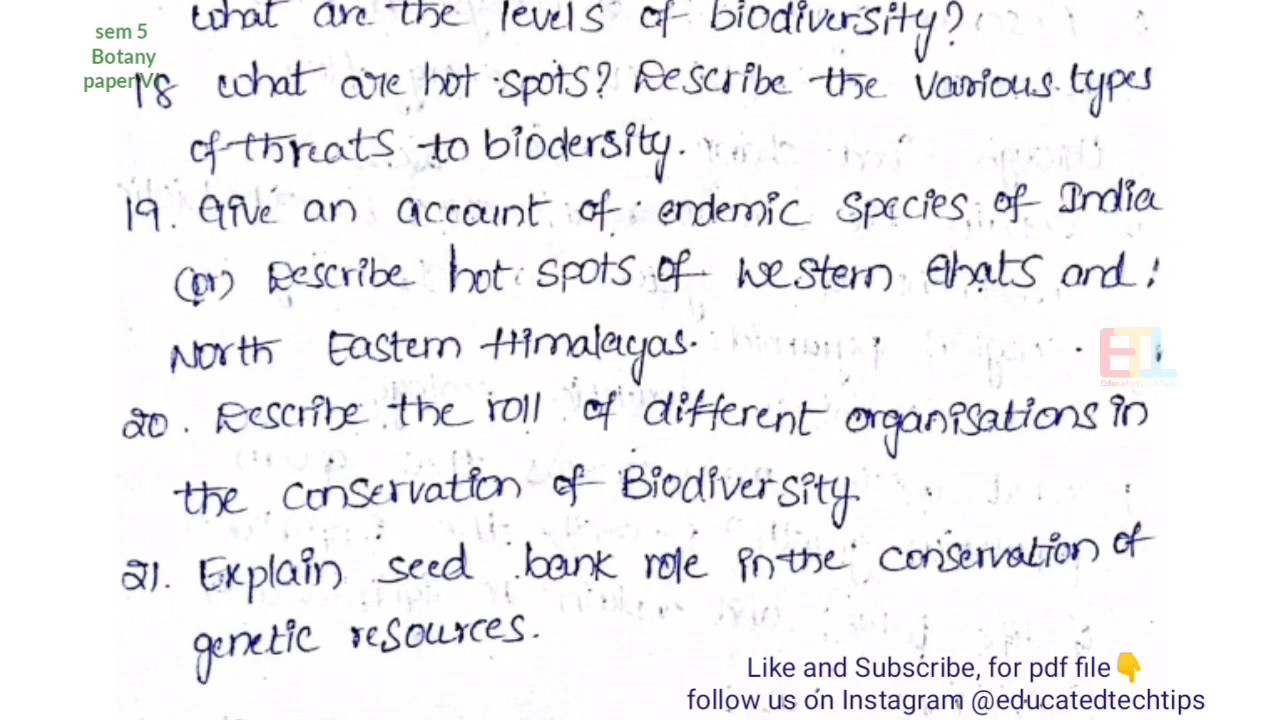 what are the levels of biodiversity?
sem 5
Botany
paper V
18 what are hot spots? Describe the various types
of threats to biodersity.
19. Give an account of endemic species of India
(or) Describe hot spots of western Ghats and
North Eastern Himalayas.
ETL
EducatedTechTips
20. Describe the roll of different organisations in
the conservation of Biodiversity
21. Explain seed bank role in the conservation of
genetic resources.
Like and Subscribe, for pdf file👇
follow us on Instagram @educatedtechtips